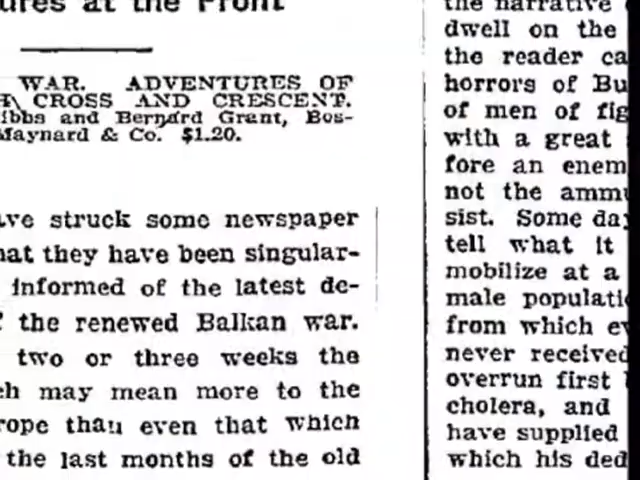 ures at the Front
WAR. ADVENTURES OF
CROSS AND CRESCENT.
ibbs and Bernard Grant, Bos-
Maynard & Co. $1.20.
ave struck some newspaper
hat they have been singular-
informed of the latest de-
the renewed Balkan war.
two or three weeks the
ch may mean more to the
rope than even that which
the last months of the old
the narrative
dwell on the
the reader ca
horrors of Bu
of men of fig
with a great
fore an enem
not the ammu
sist. Some day
tell what it
mobilize at a
male populati
from which ev
never received
overrun first
cholera, and
have supplied
which his ded